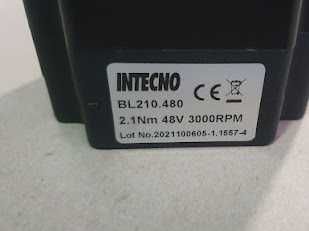 INTECNO
BL210.480
2.1Nm 48V 3000RPM
Lot No.2021100605-1.1557-4